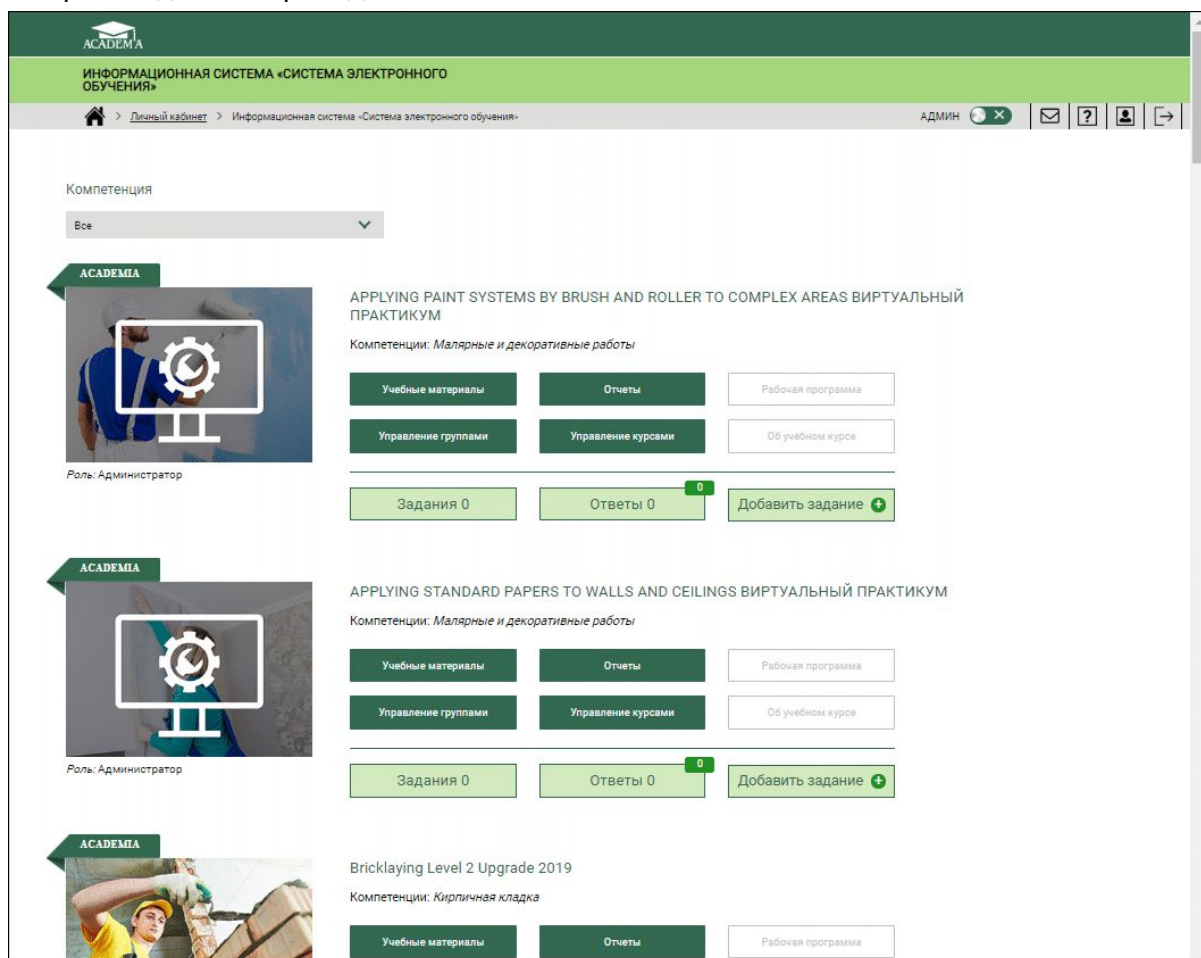 ACADEM'A
ИНФОРМАЦИОННАЯ СИСТЕМА «СИСТЕМА ЭЛЕКТРОННОГО
ОБУЧЕНИЯ»
> Личный кабинет > Информационная система «Система электронного обучения»
АДМИН
Компетенция
Все
ACADEMIA
APPLYING PAINT SYSTEMS BY BRUSH AND ROLLER TO COMPLEX AREAS ВИРТУАЛЬНЫЙ
ПРАКТИКУМ
Компетенции: Малярные и декоративные работы
Учебные материалы Отчеты Рабочая программа
Управление группами Управление курсами Об учебном курсе
Роль: Администратор
0
Задания 0 Ответы 0 Добавить задание
ACADEMIA
APPLYING STANDARD PAPERS TO WALLS AND CEILINGS ВИРТУАЛЬНЫЙ ПРАКТИКУМ
Компетенции: Малярные и декоративные работы
Учебные материалы Отчеты Рабочая программа
Управление группами Управление курсами Об учебном курсе
Роль: Администратор
0
Задания 0 Ответы 0 Добавить задание
ACADEMIA
Bricklaying Level 2 Upgrade 2019
Компетенции: Кирпичная кладка
Учебные материалы Отчеты Рабочая программа